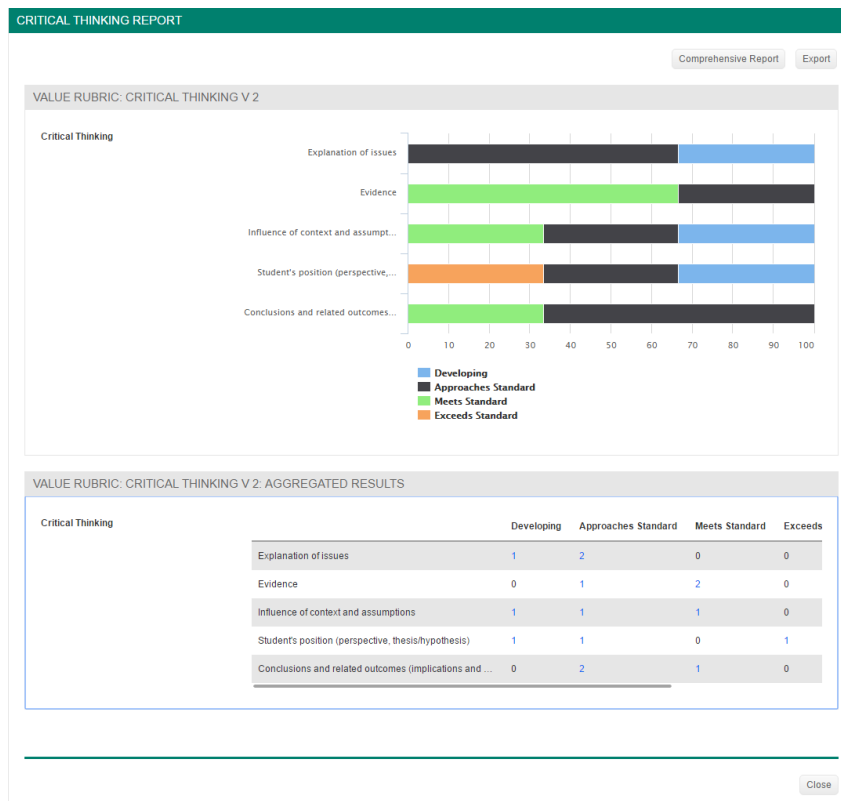 CRITICAL THINKING REPORT
Comprehensive Report Export
VALUE RUBRIC: CRITICAL THINKING V 2
Critical Thinking
Explanation of issues
Evidence
Influence of context and assumpt...
Student's position (perspective,...
Conclusions and related outcomes...
0 10 20 30 40 50 60 70 80 90 100
Developing
Approaches Standard
Meets Standard
Exceeds Standard
VALUE RUBRIC: CRITICAL THINKING V 2: AGGREGATED RESULTS
Critical Thinking
Developing Approaches Standard Meets Standard Exceeds
Explanation of issues 1 2 0 0
Evidence 0 1 2 0
Influence of context and assumptions 1 1 1 0
Student's position (perspective, thesis/hypothesis) 1 1 0 1
Conclusions and related outcomes (implications and ... 0 2 1 0
Close